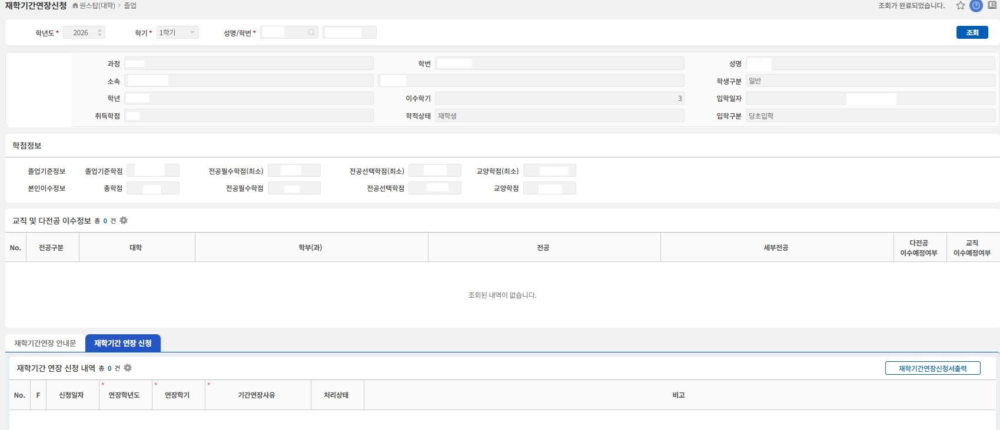 재학기간연장신청 원스탑(대학) > 졸업 조회가 완료되었습니다.
학년도 * 2026 학기 * 1학기 성명/학번 * 조회
과정 학번 성명
소속 학생구분 일반
학년 이수학기 3 입학일자
취득학점 학적상태 재학생 입학구분 당초입학
학점정보
졸업기준정보 졸업기준학점 전공필수학점(최소) 전공선택학점(최소) 교양학점(최소)
본인이수정보 총학점 전공필수학점 전공선택학점 교양학점
교직 및 다전공 이수정보 총 0 건
No. 전공구분 대학 학부(과) 전공 세부전공 다전공 이수예정여부 교직 이수예정여부
조회된 내역이 없습니다.
재학기간연장 안내문 재학기간 연장 신청
재학기간 연장 신청 내역 총 0 건 재학기간연장신청서출력
No. F 신청일자 * 연장학년도 * 연장학기 * 기간연장사유 처리상태 비고